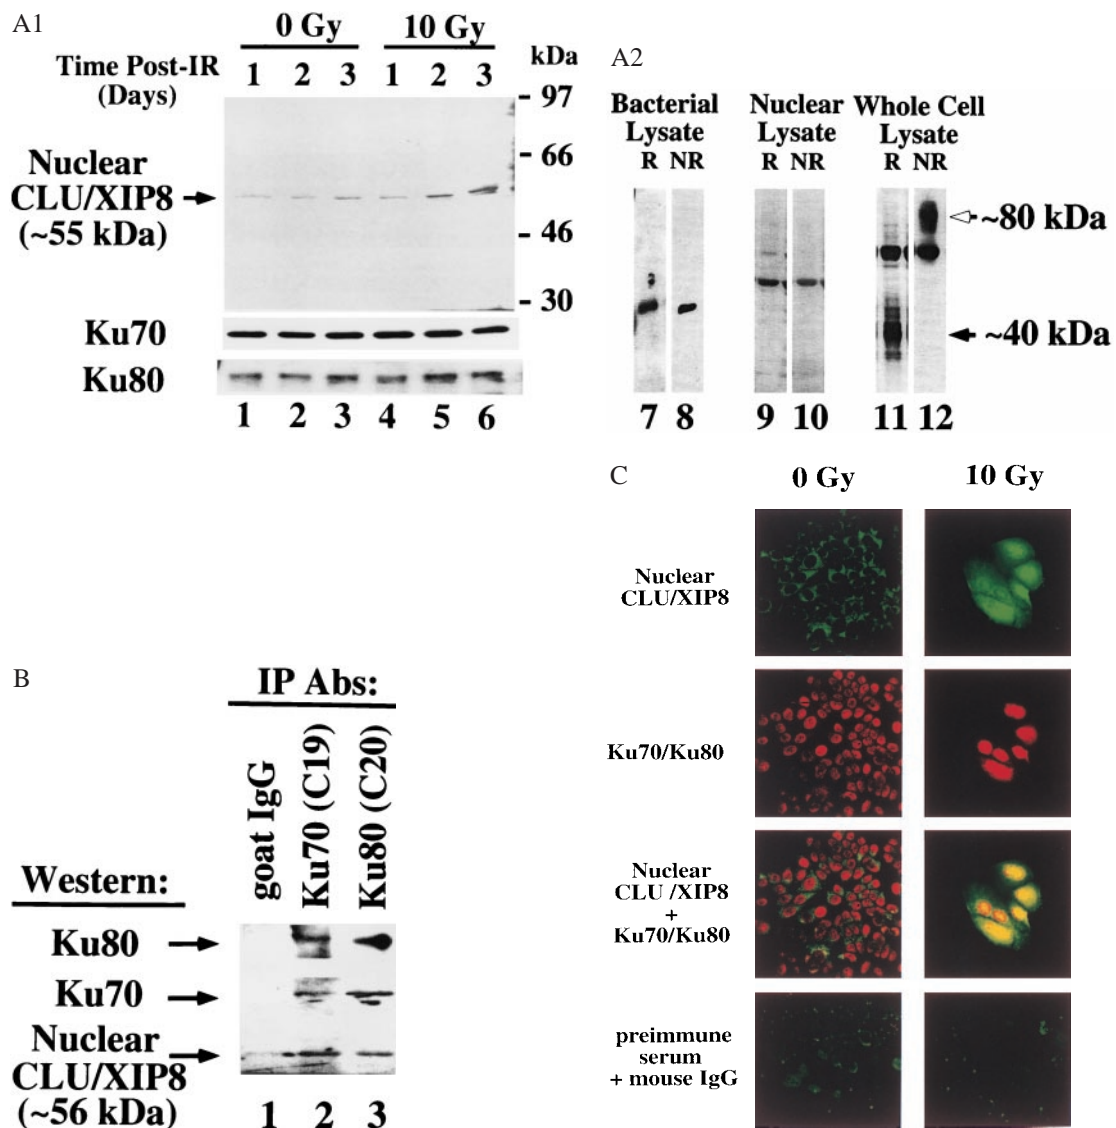 A1
0 Gy 10 Gy
Time Post-IR
(Days)
1 2 3 1 2 3
kDa
97
66
46
30
Nuclear
CLU/XIP8
(~55 kDa)
Ku70
Ku80
1 2 3 4 5 6
A2
Bacterial
Lysate
R NR
Nuclear
Lysate
R NR
Whole Cell
Lysate
R NR
~80 kDa
~40 kDa
7 8 9 10 11 12
B
IP Abs:
goat IgG
Ku70 (C19)
Ku80 (C20)
Western:
Ku80
Ku70
Nuclear
CLU/XIP8
(~56 kDa)
1 2 3
C
0 Gy 10 Gy
Nuclear
CLU/XIP8
Ku70/Ku80
Nuclear
CLU /XIP8
+
Ku70/Ku80
preimmune
serum
+ mouse IgG